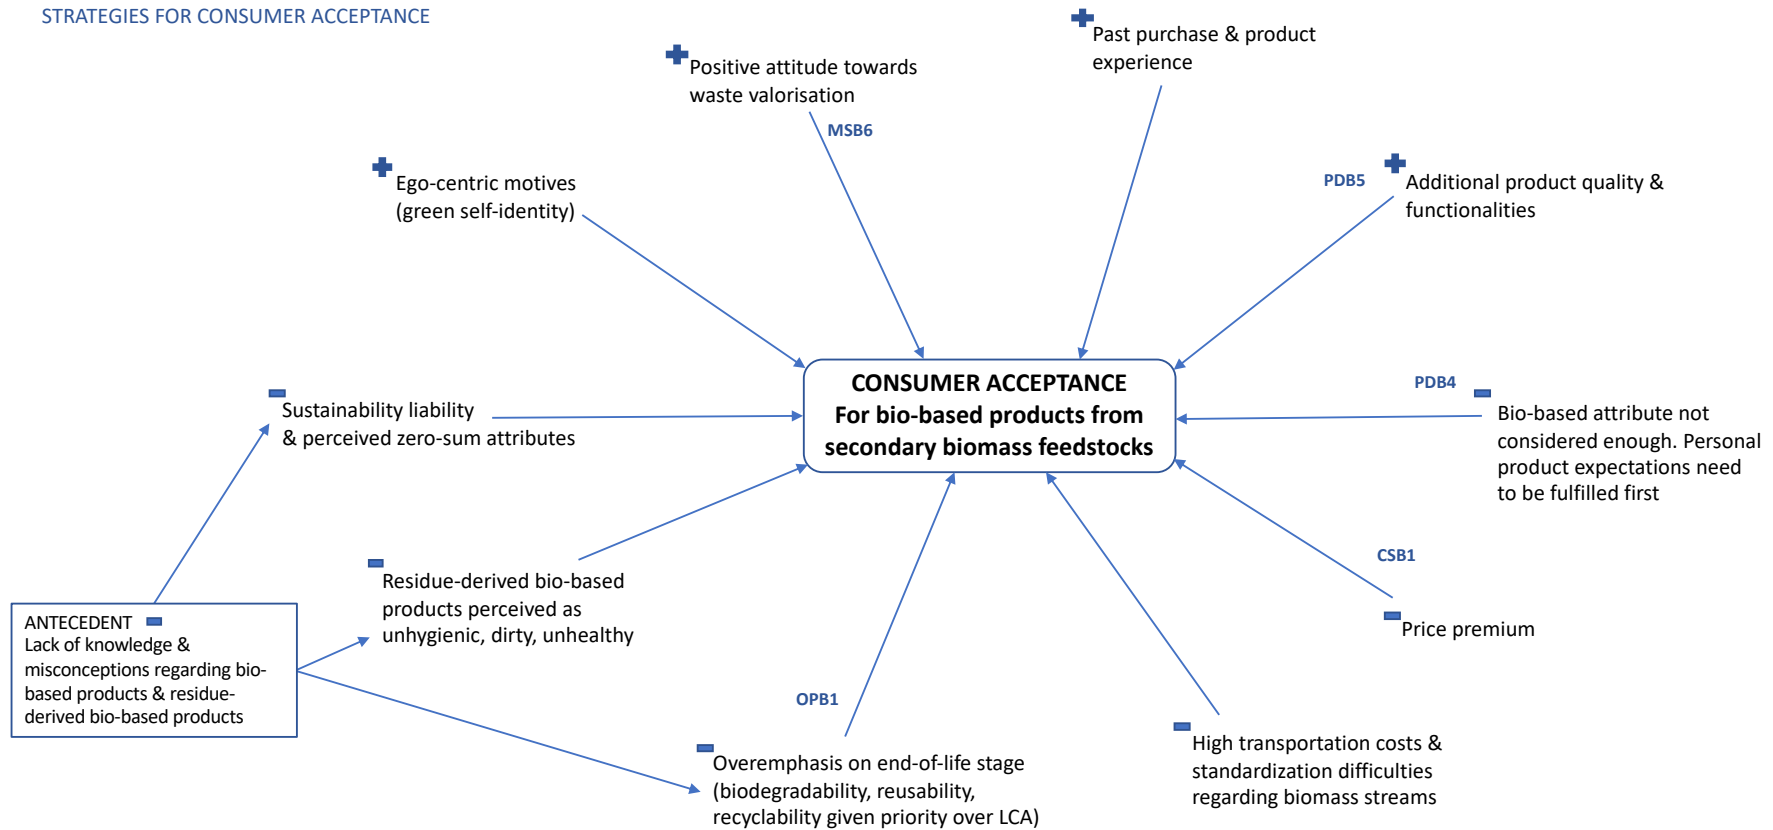 STRATEGIES FOR CONSUMER ACCEPTANCE
Past purchase & product
experience
Positive attitude towards
waste valorisation
MSB6
Ego-centric motives
(green self-identity)
PDB5
Additional product quality &
functionalities
CONSUMER ACCEPTANCE
For bio-based products from
secondary biomass feedstocks
Sustainability liability
& perceived zero-sum attributes
PDB4
Bio-based attribute not
considered enough. Personal
product expectations need
to be fulfilled first
CSB1
Price premium
Residue-derived bio-based
products perceived as
unhygienic, dirty, unhealthy
ANTECEDENT
Lack of knowledge &
misconceptions regarding bio-
based products & residue-
derived bio-based products
OPB1
Overemphasis on end-of-life stage
(biodegradability, reusability,
recyclability given priority over LCA)
High transportation costs &
standardization difficulties
regarding biomass streams